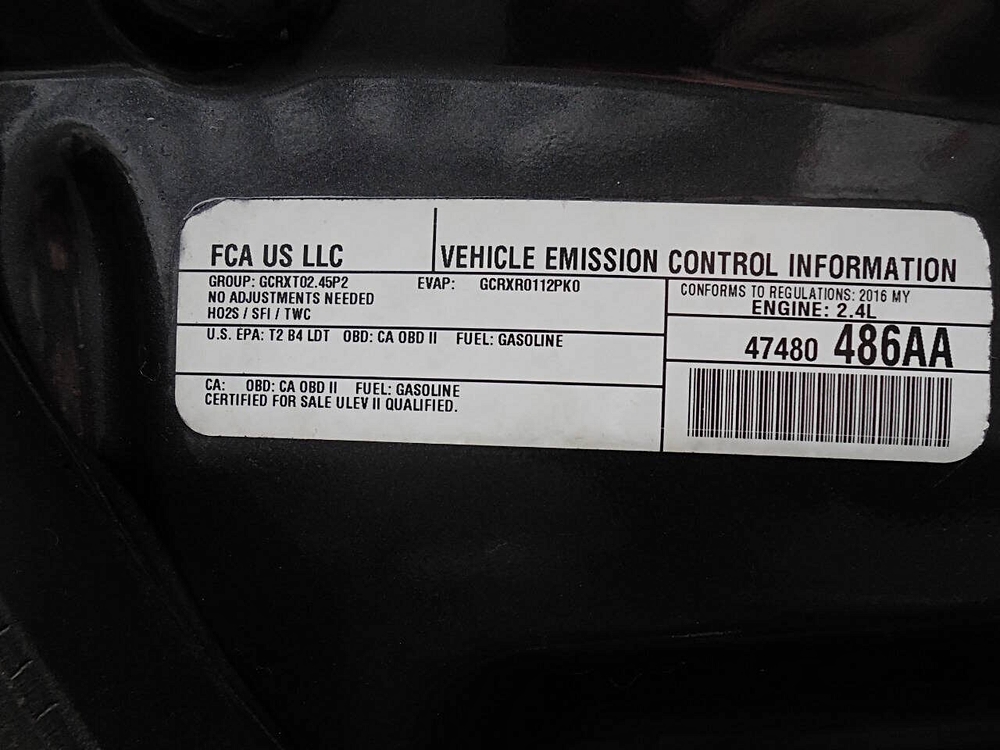 FCA US LLC
VEHICLE EMISSION CONTROL INFORMATION
GROUP: GCRXT02.45P2 EVAP: GCRXR0112PK0
NO ADJUSTMENTS NEEDED
HO2S / SFI / TWC
CONFORMS TO REGULATIONS: 2016 MY
ENGINE: 2.4L
U.S. EPA: T2 B4 LDT OBD: CA OBD II FUEL: GASOLINE
47480 486AA
CA: OBD: CA OBD II FUEL: GASOLINE
CERTIFIED FOR SALE ULEV II QUALIFIED.